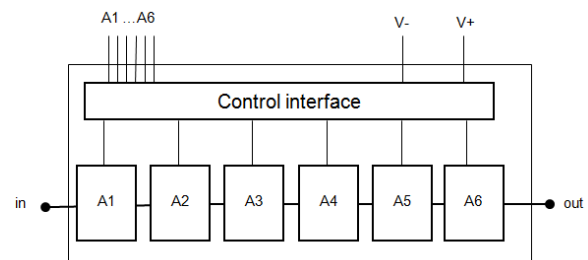 A1 ...A6 V- V+
Control interface
in A1 A2 A3 A4 A5 A6 out